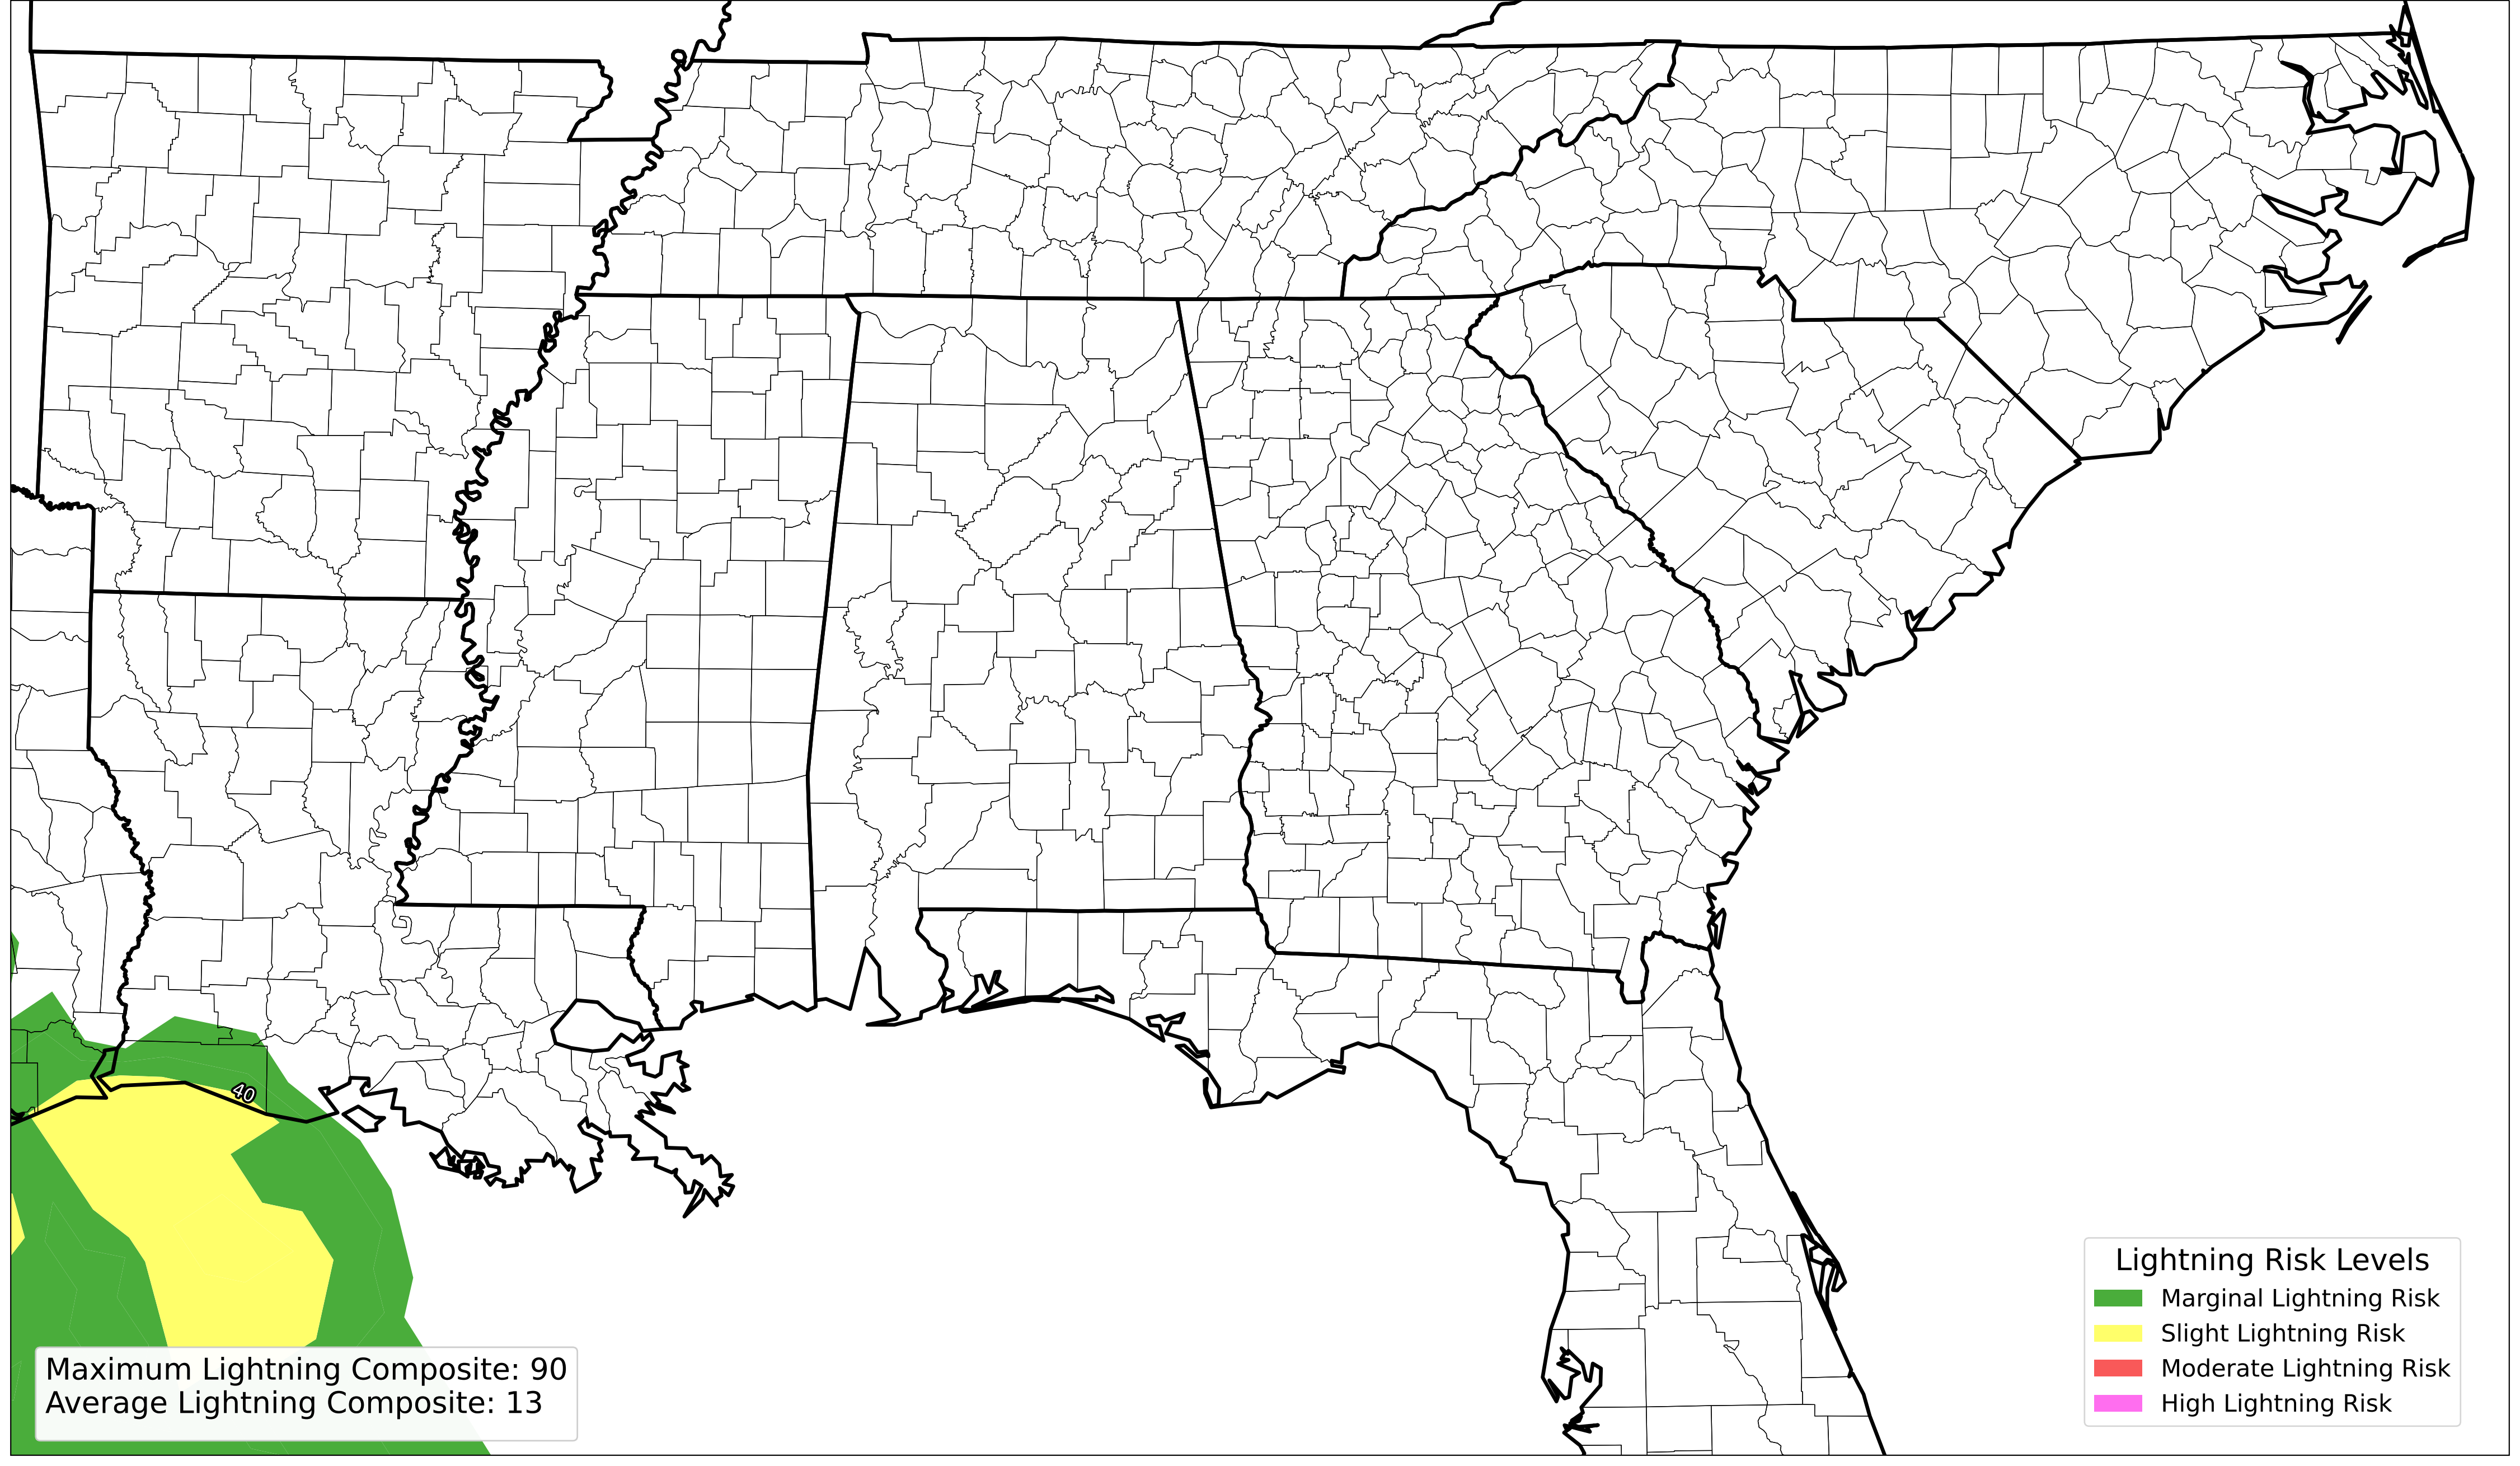 40
Maximum Lightning Composite: 90
Average Lightning Composite: 13
Lightning Risk Levels
Marginal Lightning Risk
Slight Lightning Risk
Moderate Lightning Risk
High Lightning Risk